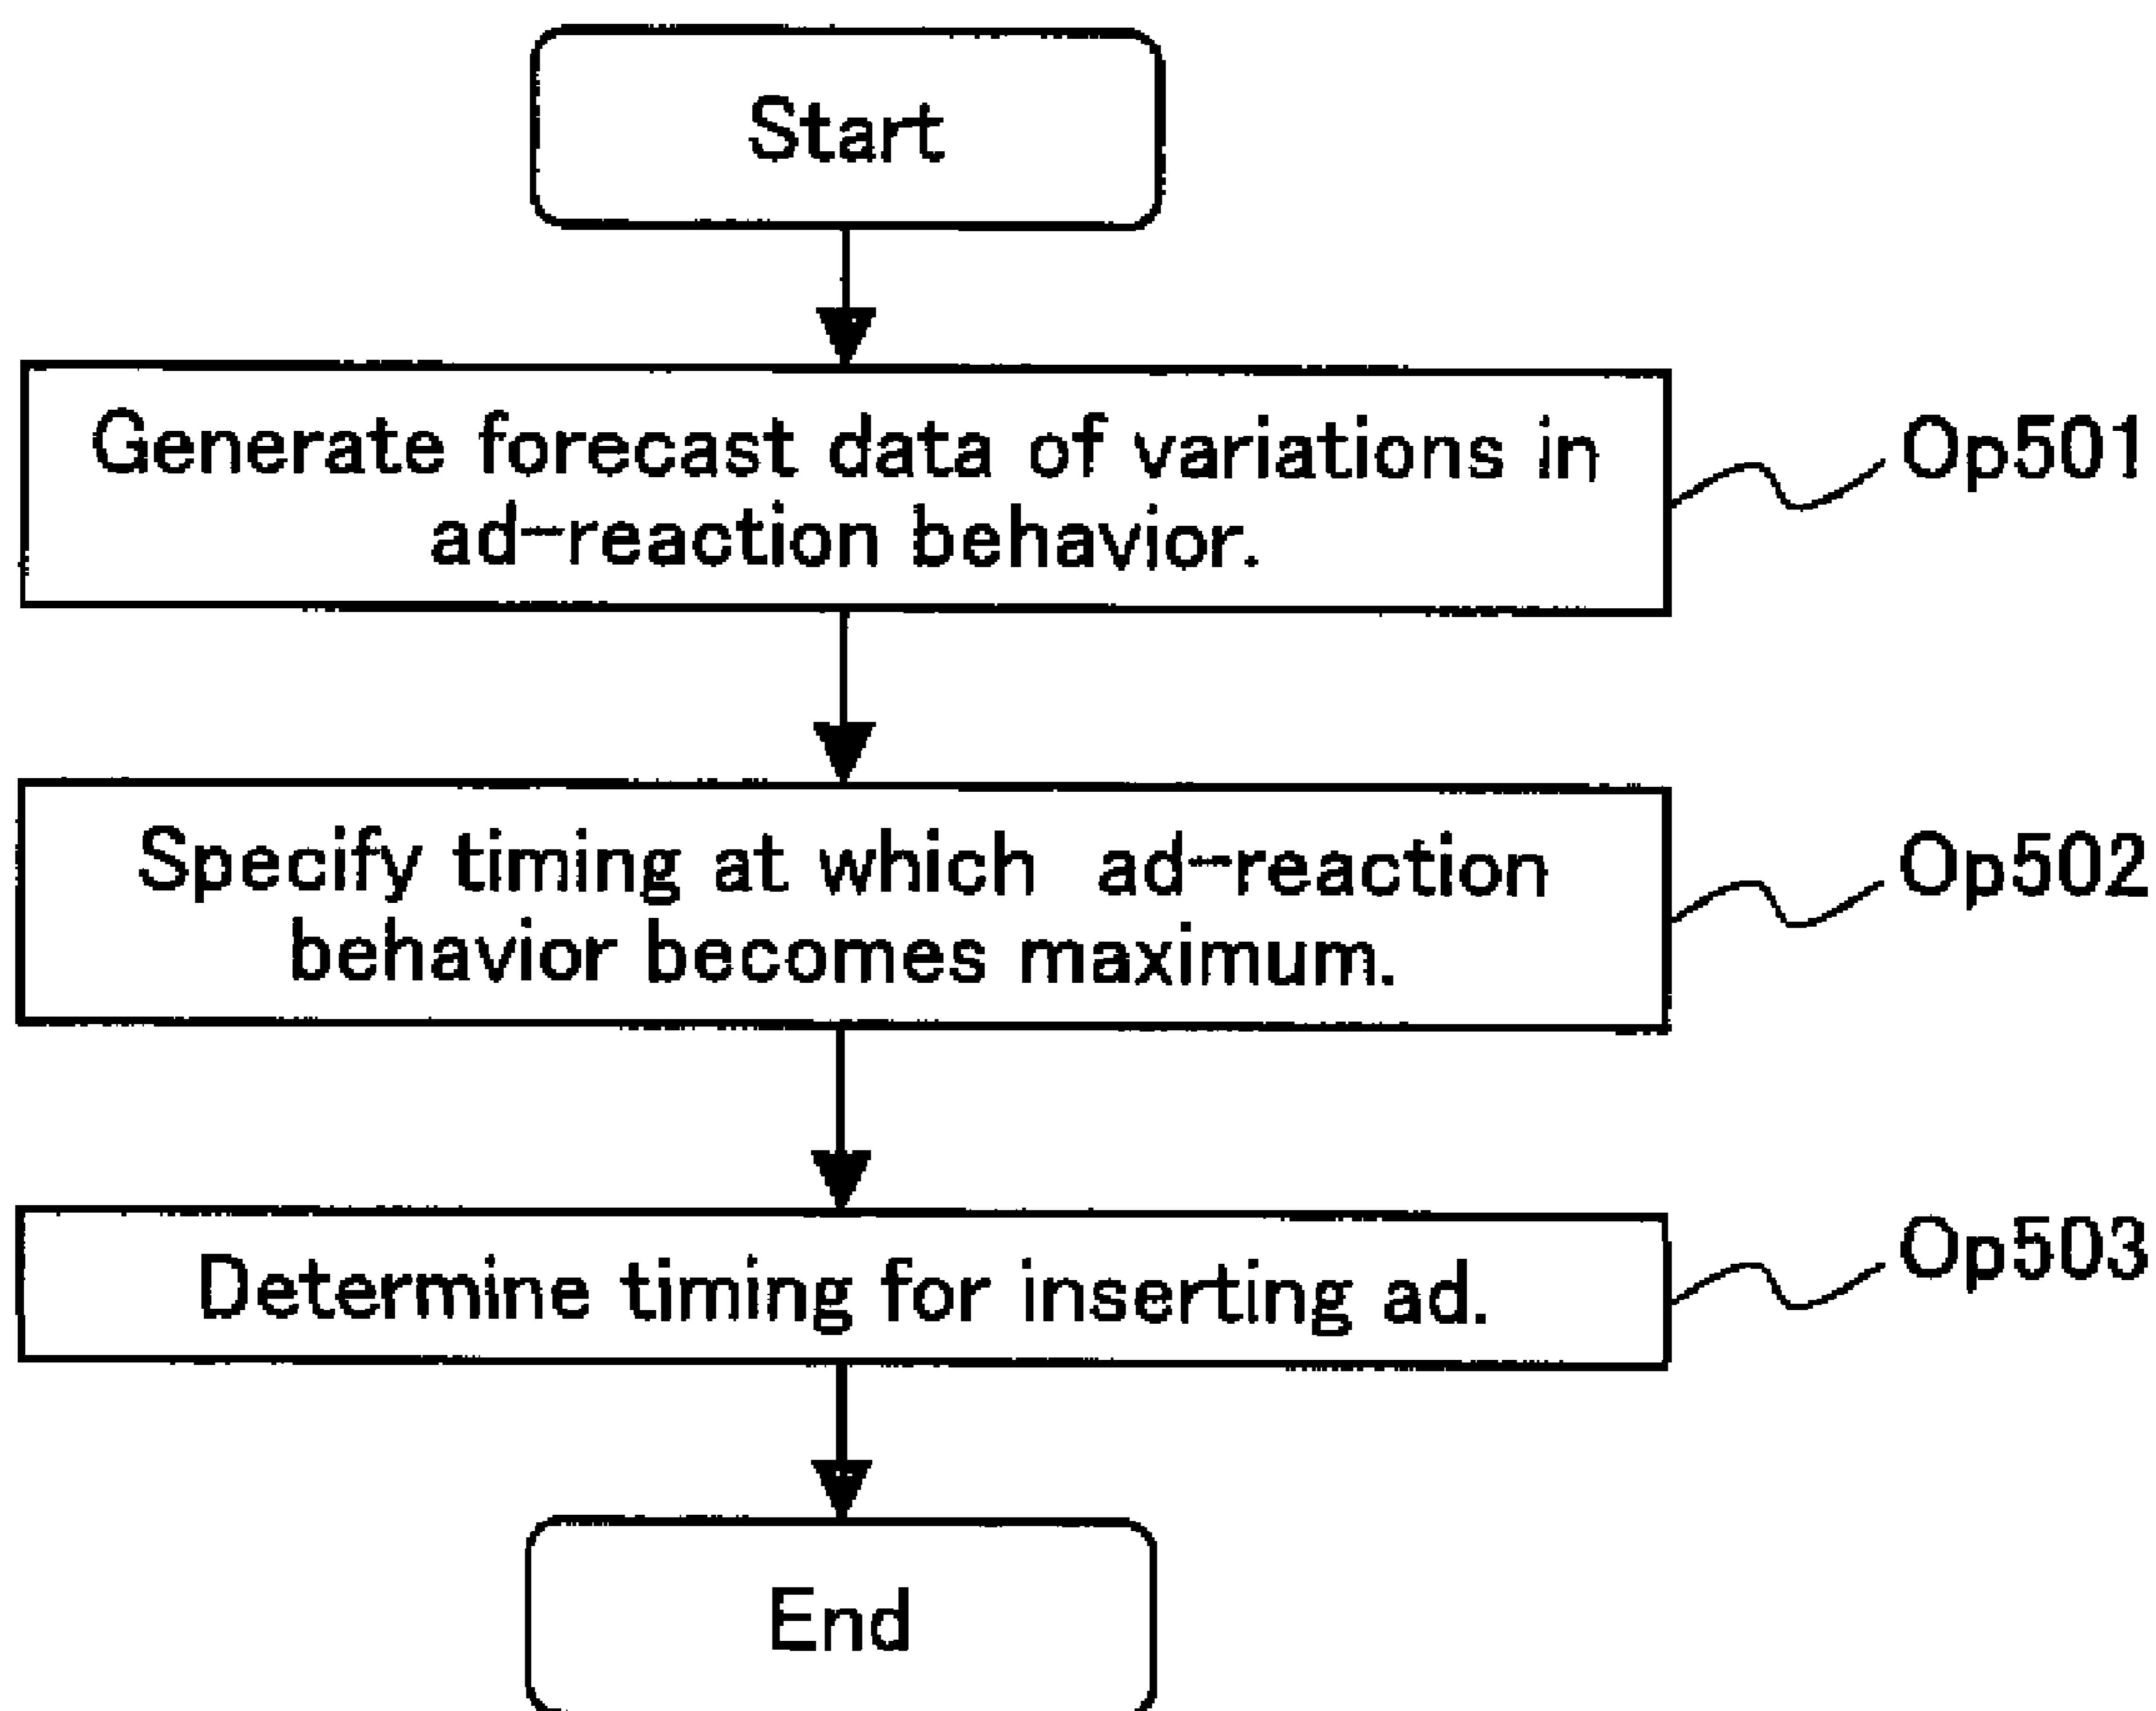 Start
Generate forecast data of variations in
ad-reaction behavior.
Op501
Specify timing at which ad-reaction
behavior becomes maximum.
Op502
Determine timing for inserting ad.
Op503
End